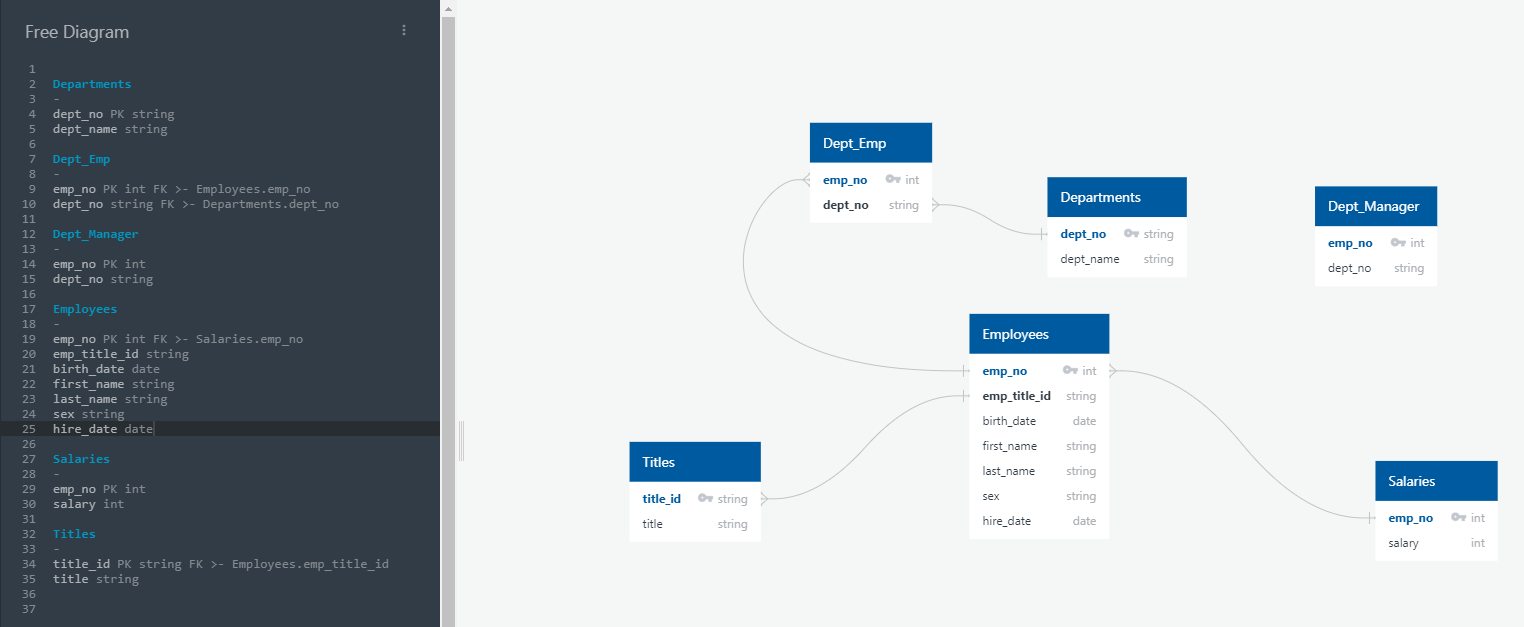 Free Diagram
1
2 Departments
3 -
4 dept_no PK string
5 dept_name string
6
7 Dept_Emp
8 -
9 emp_no PK int FK >- Employees.emp_no
10 dept_no string FK >- Departments.dept_no
11
12 Dept_Manager
13 -
14 emp_no PK int
15 dept_no string
16
17 Employees
18 -
19 emp_no PK int FK >- Salaries.emp_no
20 emp_title_id string
21 birth_date date
22 first_name string
23 last_name string
24 sex string
25 hire_date date
26
27 Salaries
28 -
29 emp_no PK int
30 salary int
31
32 Titles
33 -
34 title_id PK string FK >- Employees.emp_title_id
35 title string
36
37
Dept_Emp
emp_no int
dept_no string
Departments
dept_no string
dept_name string
Dept_Manager
emp_no int
dept_no string
Employees
emp_no int
emp_title_id string
birth_date date
first_name string
last_name string
sex string
hire_date date
Titles
title_id string
title string
Salaries
emp_no int
salary int